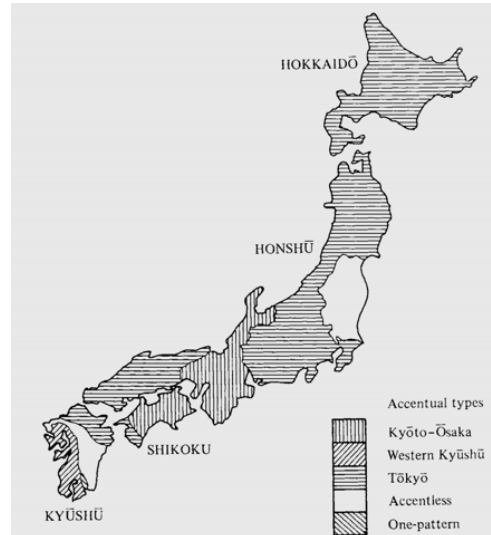 HOKKAIDŌ
HONSHŪ
SHIKOKU
KYŪSHŪ
Accentual types
Kyōto-Ōsaka
Western Kyūshū
Tōkyō
Accentless
One-pattern